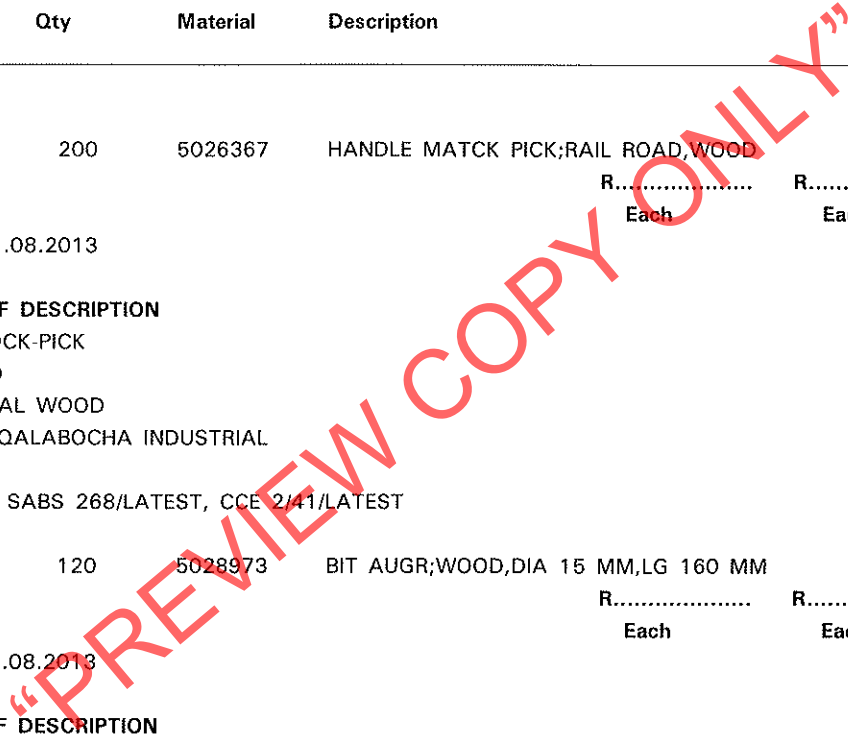 Qty Material Description
200 5026367 HANDLE MATCK PICK;RAIL ROAD,WOOD
R.................... R.......
Each Ea
.08.2013
F DESCRIPTION
OCK-PICK
AL WOOD
QALABOCHA INDUSTRIAL
SABS 268/LATEST, CCE 2/41/LATEST
120 5028973 BIT AUGR;WOOD,DIA 15 MM,LG 160 MM
R.................... R.......
Each Ea
.08.2013
F DESCRIPTION
“PREVIEW COPY ONLY”